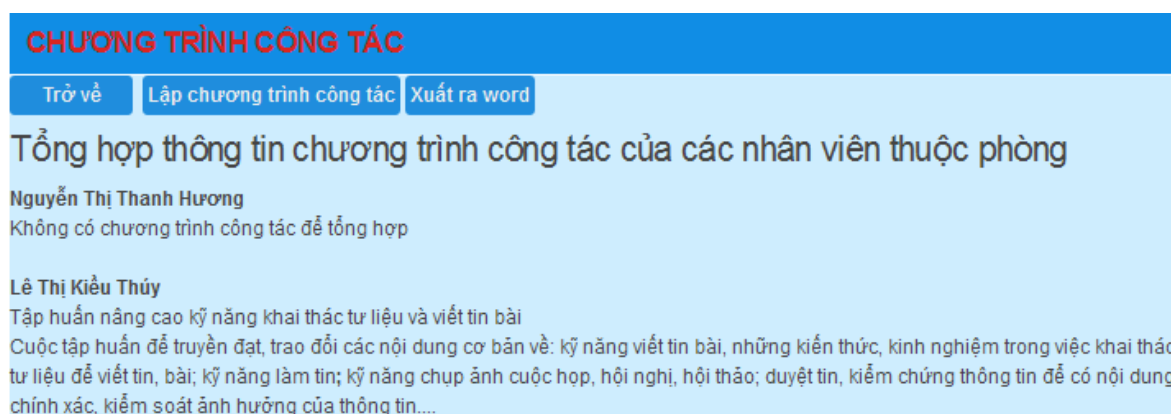 CHƯƠNG TRÌNH CÔNG TÁC
Trở về Lập chương trình công tác Xuất ra word
Tổng hợp thông tin chương trình công tác của các nhân viên thuộc phòng
Nguyễn Thị Thanh Hương
Không có chương trình công tác để tổng hợp
Lê Thị Kiều Thúy
Tập huấn nâng cao kỹ năng khai thác tư liệu và viết tin bài
Cuộc tập huấn để truyền đạt, trao đổi các nội dung cơ bản về: kỹ năng viết tin bài, những kiến thức, kinh nghiệm trong việc khai thác
tư liệu để viết tin, bài; kỹ năng làm tin; kỹ năng chụp ảnh cuộc họp, hội nghị, hội thảo; duyệt tin, kiểm chứng thông tin để có nội dung
chính xác, kiểm soát ảnh hưởng của thông tin....